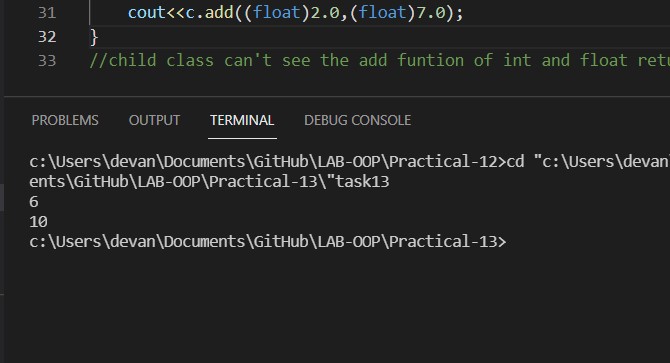 31 cout<<c.add((float)2.0,(float)7.0);
32 }
33 //child class can't see the add funtion of int and float retu
PROBLEMS OUTPUT TERMINAL DEBUG CONSOLE
c:\Users\devan\Documents\GitHub\LAB-OOP\Practical-12>cd "c:\Users\devan
ents\GitHub\LAB-OOP\Practical-13\"task13
6
10
c:\Users\devan\Documents\GitHub\LAB-OOP\Practical-13>